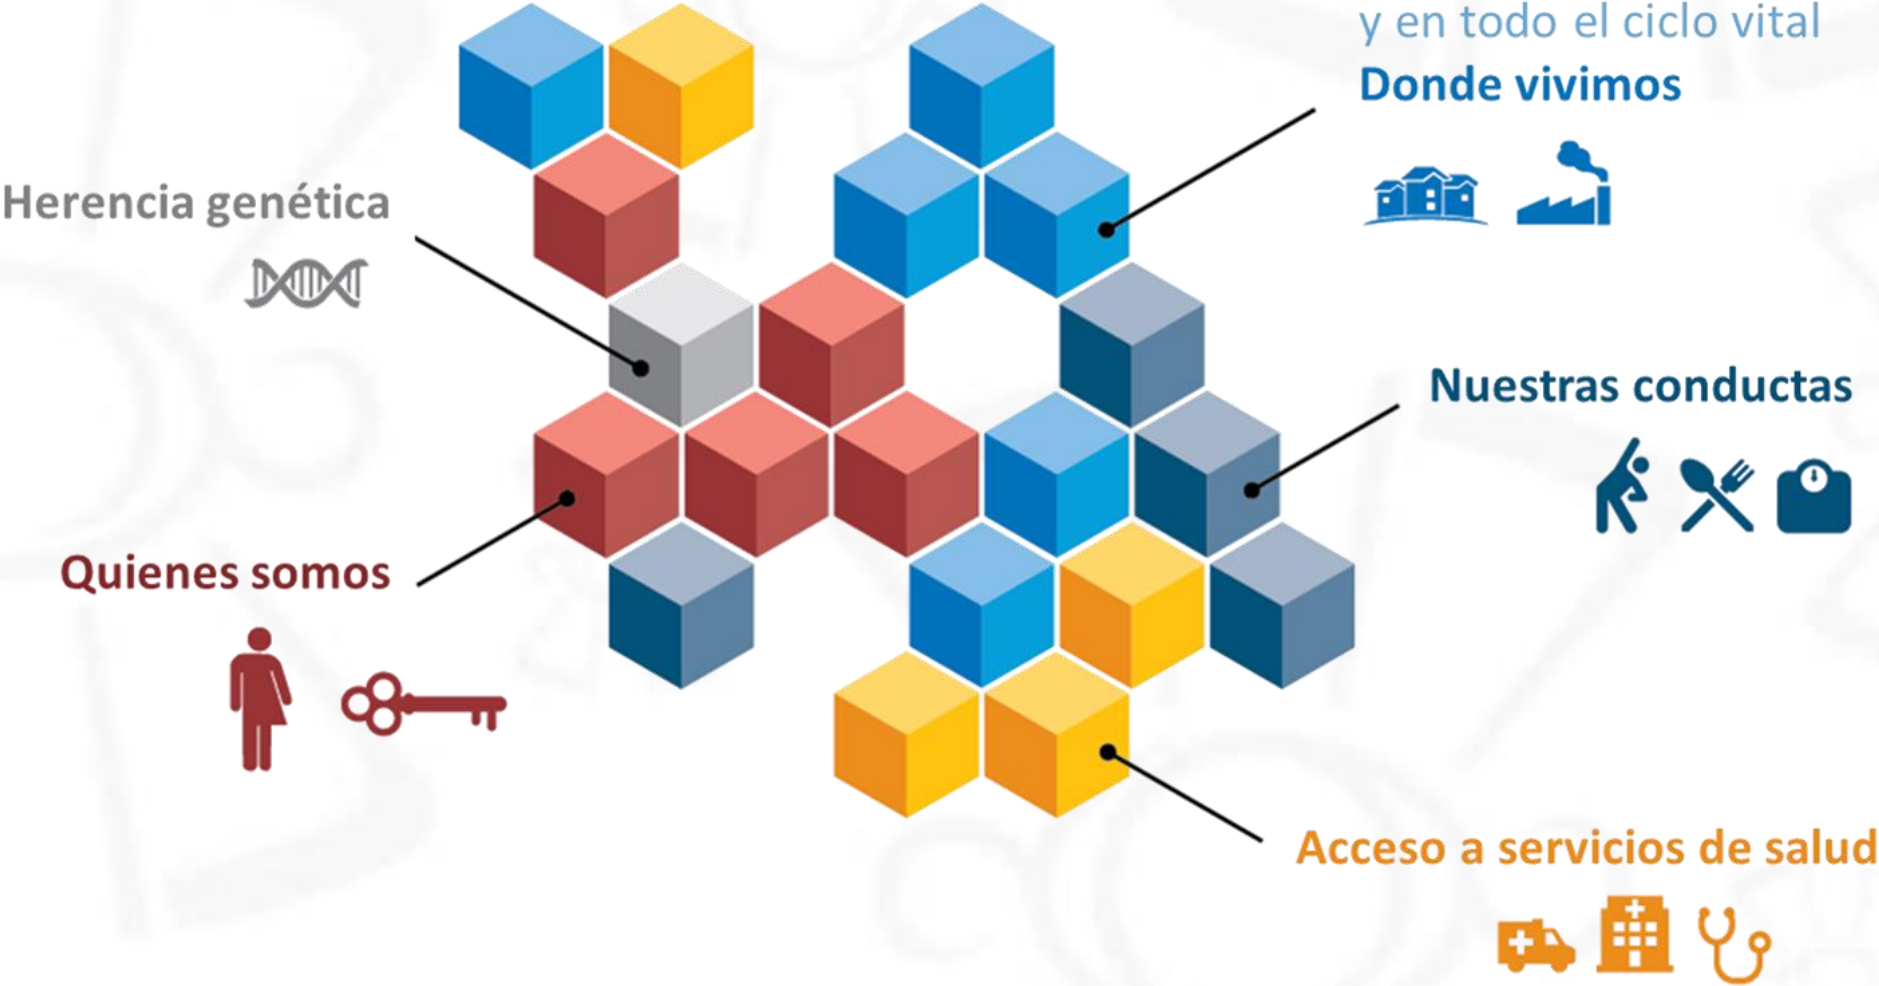 y en todo el ciclo vital
Donde vivimos
Herencia genética
Nuestras conductas
Quienes somos
Acceso a servicios de salud